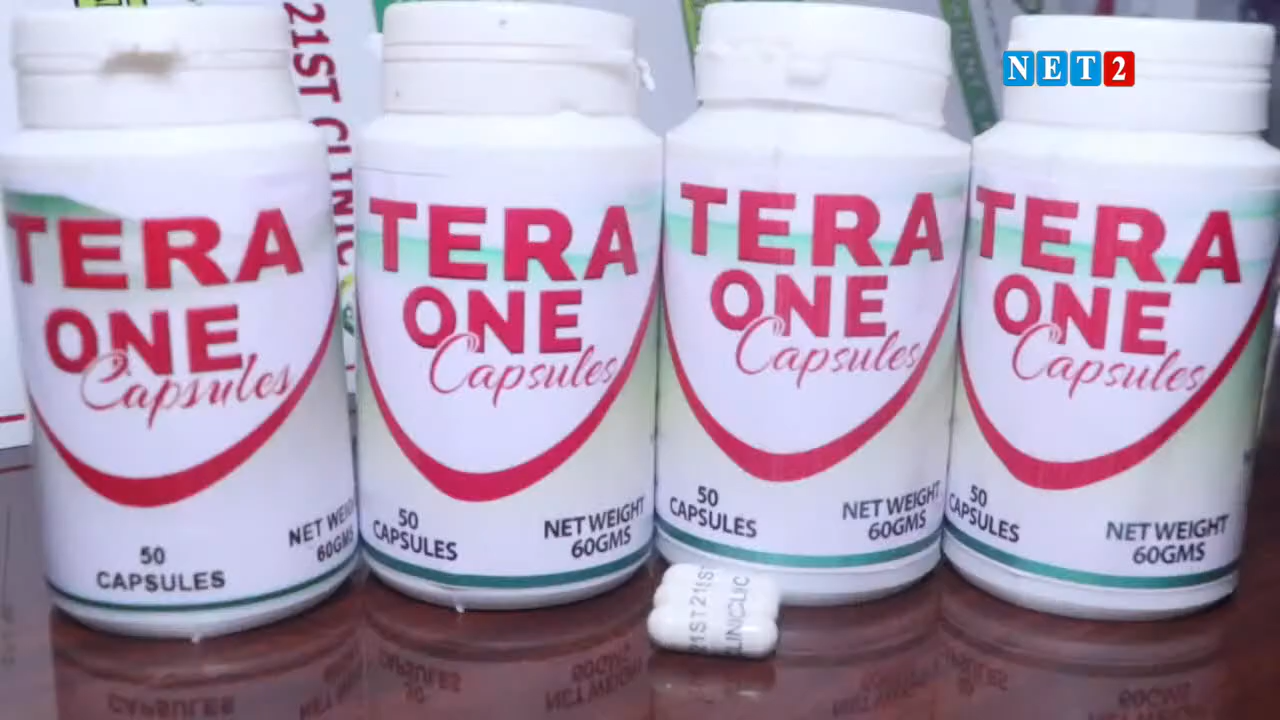 21ST CLINIC
NET2
TERA
ONE
Capsules
50
CAPSULES
NET WEIGHT
60GMS
TERA
ONE
Capsules
50
CAPSULES
NET WEIGHT
60GMS
TERA
ONE
Capsules
50
CAPSULES
NET WEIGHT
60GMS
TERA
ONE
Capsules
50
CAPSULES
NET WEIGHT
60GMS
21ST
21ST
CLINIC